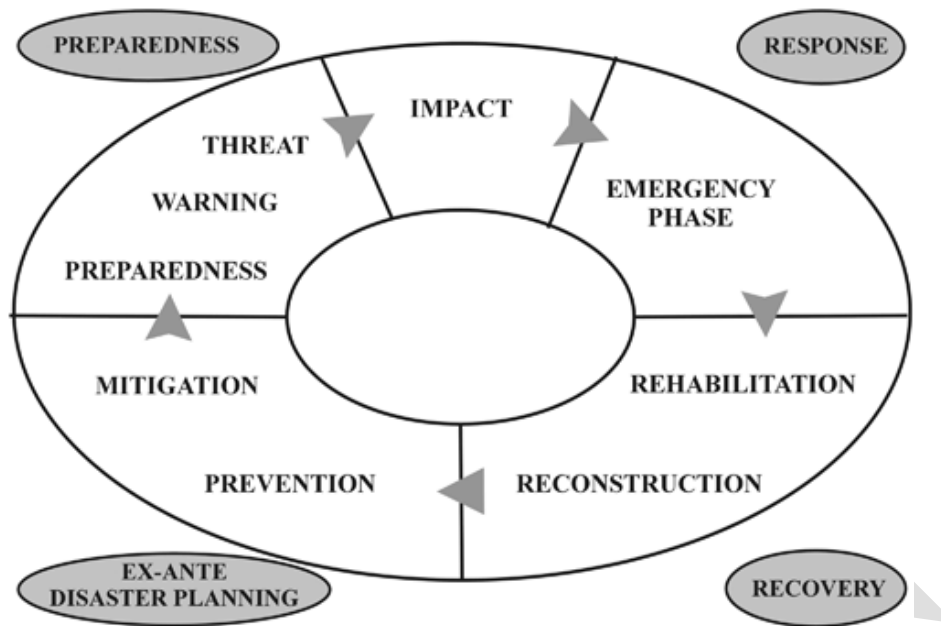 PREPAREDNESS
RESPONSE
IMPACT
THREAT
WARNING
PREPAREDNESS
EMERGENCY
PHASE
MITIGATION
REHABILITATION
PREVENTION
RECONSTRUCTION
EX-ANTE
DISASTER PLANNING
RECOVERY